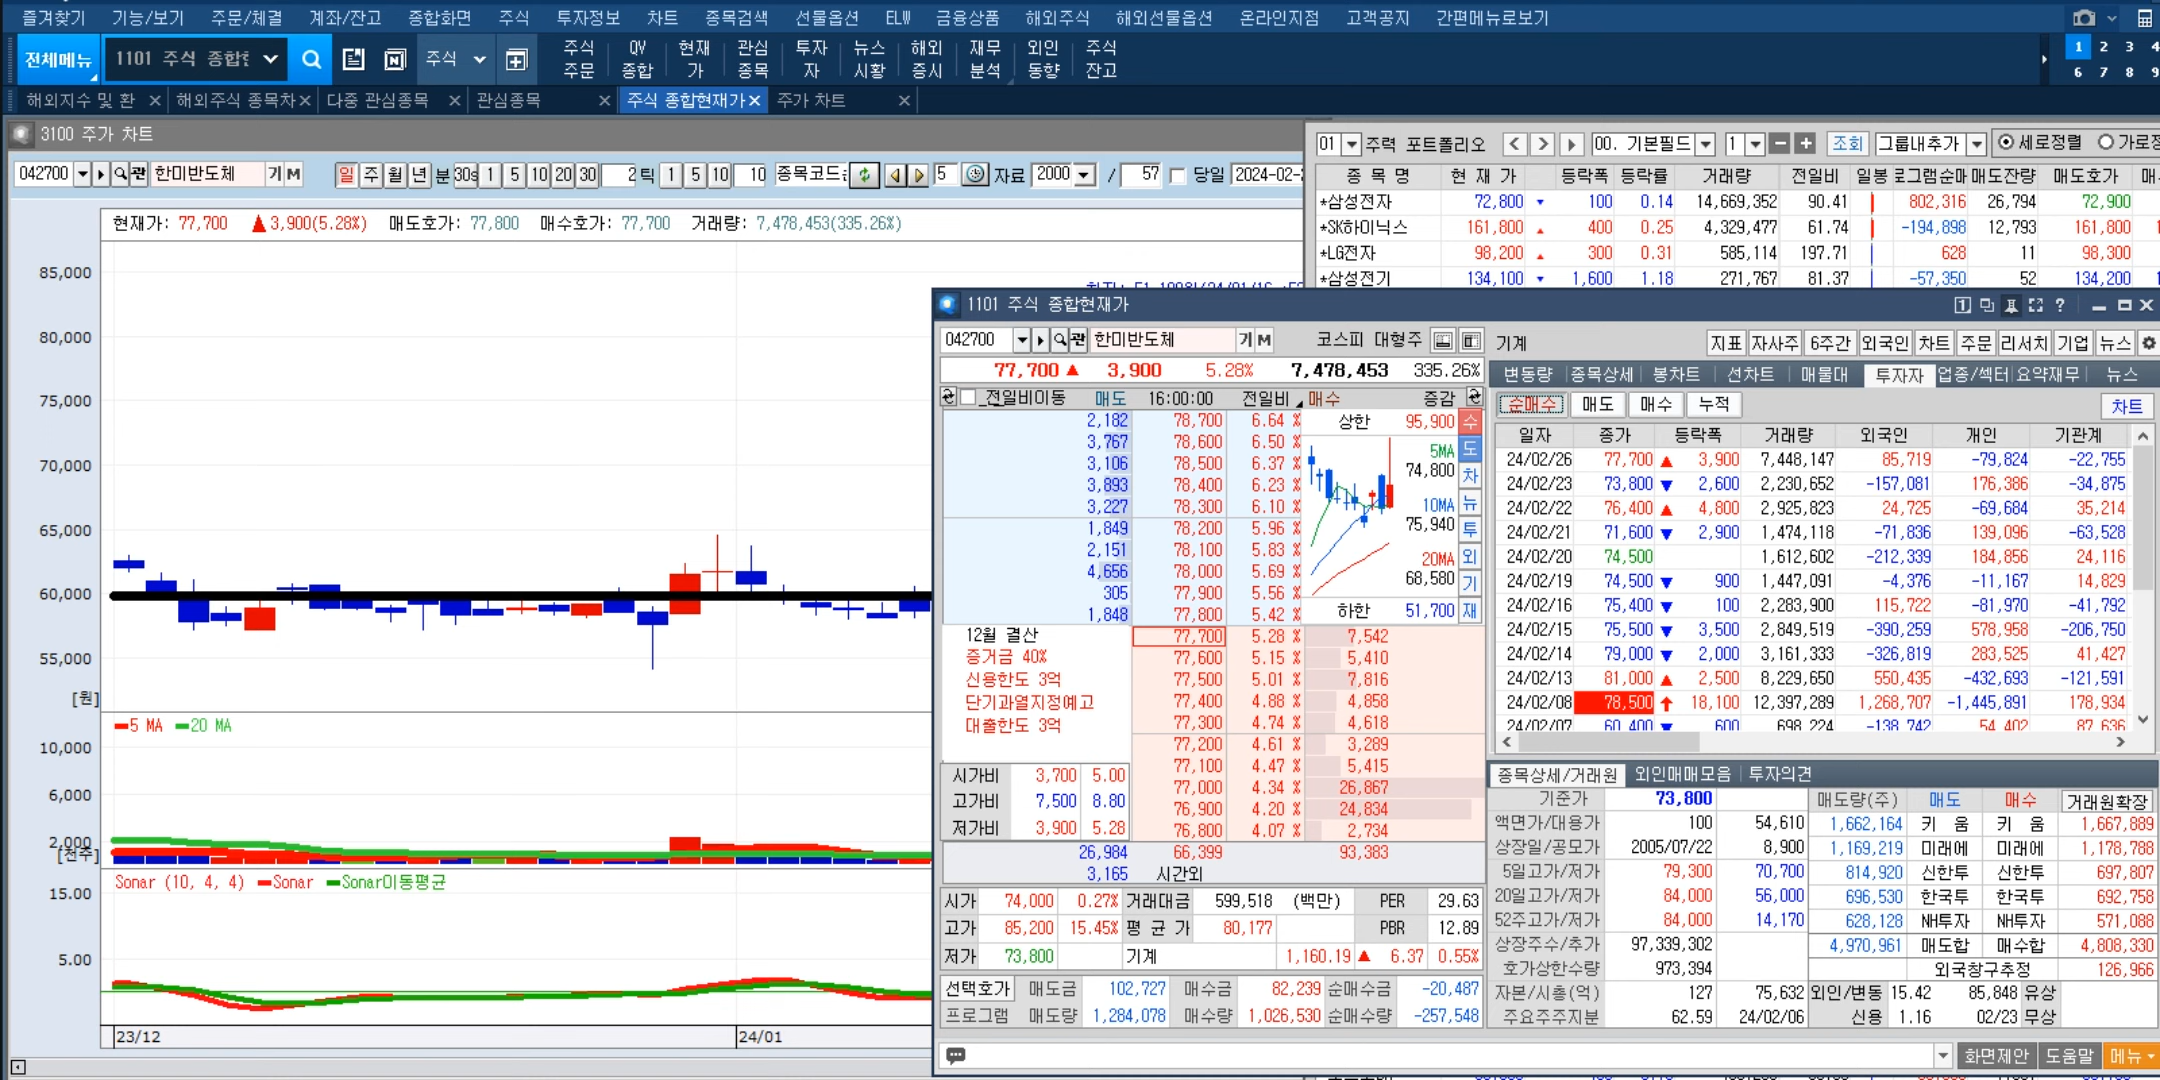 즐겨찾기 기능/보기 주문/체결 계좌/잔고 종합화면 주식 투자정보 차트 종목검색 선물옵션 ELW 금융상품 해외주식 해외선물옵션 온라인지점 고객공지 간편메뉴로보기
전체메뉴 1101 주식 종합현 주식 주식주문 QV종합 현재가 관심종목 투자자 뉴스시황 해외증시 재무분석 외인동향 주식잔고
1 2 3 4
6 7 8 9
해외지수 및 환 해외주식 종목차 다중 관심종목 관심종목 주식 종합현재가 주가 차트
3100 주가 차트
042700 관 한미반도체 기 M 일 주 월 년 분 30s 1 5 10 20 30 2 틱 1 5 10 10 종목코드 5 자료 2000 / 57 당일 2024-02-
현재가: 77,700 ▲3,900(5.28%) 매도호가: 77,800 매수호가: 77,700 거래량: 7,478,453(335.26%)
85,000
80,000
75,000
70,000
65,000
60,000
55,000
[원]
5 MA 20 MA
10,000
6,000
2,000
[천주]
Sonar (10, 4, 4) Sonar Sonar이동평균
15.00
5.00
23/12 24/01
01 주력 포트폴리오 00. 기본필드 1 조회 그룹내추가 세로정렬 가로정
종 목 명 현 재 가 등락폭 등락률 거래량 전일비 일봉 로그램순매 매도잔량 매도호가
*삼성전자 72,800 ▼ 100 0.14 14,669,352 90.41 802,316 26,794 72,900
*SK하이닉스 161,800 ▲ 400 0.25 4,329,477 61.74 -194,898 12,793 161,800
*LG전자 98,200 ▲ 300 0.31 585,114 197.71 628 11 98,300
*삼성전기 134,100 ▼ 1,600 1.18 271,767 81.37 -57,350 52 134,200
1101 주식 종합현재가
042700 관 한미반도체 기 M 코스피 대형주
77,700 ▲ 3,900 5.28% 7,478,453 335.26%
전일비이동 매도 16:00:00 전일비 매수 증감
2,182 78,700 6.64 %
3,767 78,600 6.50 %
3,106 78,500 6.37 %
3,893 78,400 6.23 %
3,227 78,300 6.10 %
1,849 78,200 5.96 %
2,151 78,100 5.83 %
4,656 78,000 5.69 %
305 77,900 5.56 %
1,848 77,800 5.42 %
상한 95,900
5MA
74,800
10MA
75,940
20MA
68,580
하한 51,700
수
도
차
뉴
투
외
기
재
12월 결산
증거금 40%
신용한도 3억
단기과열지정예고
대출한도 3억
77,700 5.28 % 7,542
77,600 5.15 % 5,410
77,500 5.01 % 7,816
77,400 4.88 % 4,858
77,300 4.74 % 4,618
77,200 4.61 % 3,289
77,100 4.47 % 5,415
77,000 4.34 % 26,867
76,900 4.20 % 24,834
76,800 4.07 % 2,734
시가비 3,700 5.00
고가비 7,500 8.80
저가비 3,900 5.28
26,984 66,399 93,383
3,165 시간외
시가 74,000 0.27% 거래대금 599,518 (백만) PER 29.63
고가 85,200 15.45% 평 균 가 80,177 PBR 12.89
저가 73,800 기계 1,160.19 ▲ 6.37 0.55%
선택호가 매도금 102,727 매수금 82,239 순매수금 -20,487
프로그램 매도량 1,284,078 매수량 1,026,530 순매수량 -257,548
기계 지표 자사주 6주간 외국인 차트 주문 리서치 기업 뉴스
변동량 종목상세 봉차트 선차트 매물대 투자자 업종/섹터 요약재무 뉴스
순매수 매도 매수 누적 차트
일자 종가 등락폭 거래량 외국인 개인 기관계
24/02/26 77,700 ▲ 3,900 7,448,147 85,719 -79,824 -22,755
24/02/23 73,800 ▼ 2,600 2,230,652 -157,081 176,386 -34,875
24/02/22 76,400 ▲ 4,800 2,925,823 24,725 -69,684 35,214
24/02/21 71,600 ▼ 2,900 1,474,118 -71,836 139,096 -63,528
24/02/20 74,500 1,612,602 -212,339 184,856 24,116
24/02/19 74,500 ▼ 900 1,447,091 -4,376 -11,167 14,829
24/02/16 75,400 ▼ 100 2,283,900 115,722 -81,970 -41,792
24/02/15 75,500 ▼ 3,500 2,849,519 -390,259 578,958 -206,750
24/02/14 79,000 ▼ 2,000 3,161,333 -326,819 283,525 41,427
24/02/13 81,000 ▲ 2,500 8,229,650 550,435 -432,693 -121,591
24/02/08 78,500 ↑ 18,100 12,397,289 1,268,707 -1,445,891 178,934
24/02/07 60,400 ▼ 600 698,224 -138,742 54,402 87,636
종목상세/거래원 외인매매모음 투자의견
기준가 73,800 매도량(주) 매도 매수 거래원확장
액면가/대용가 100 54,610 1,662,164 키 움 키 움 1,667,889
상장일/공모가 2005/07/22 8,900 1,169,219 미래에 미래에 1,178,788
5일고가/저가 79,300 70,700 814,920 신한투 신한투 697,807
20일고가/저가 84,000 56,000 696,530 한국투 한국투 692,758
52주고가/저가 84,000 14,170 628,128 NH투자 NH투자 571,088
상장주수/추가 97,339,302 4,970,961 매도합 매수합 4,808,330
호가상한수량 973,394 외국창구추정 126,966
자본/시총(억) 127 75,632 외인/변동 15.42 85,848 유상
주요주주지분 62.59 24/02/06 신용 1.16 02/23 무상
화면제안 도움말 메뉴